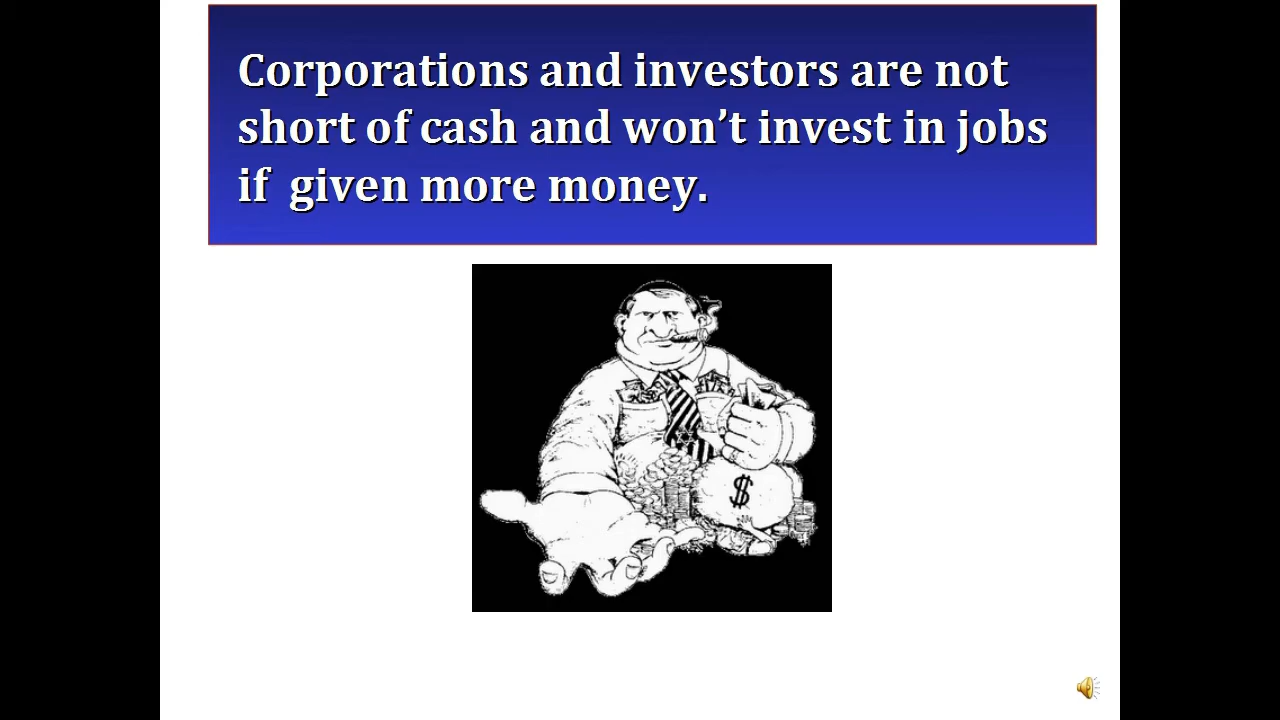 Corporations and investors are not
short of cash and won’t invest in jobs
if given more money.
$